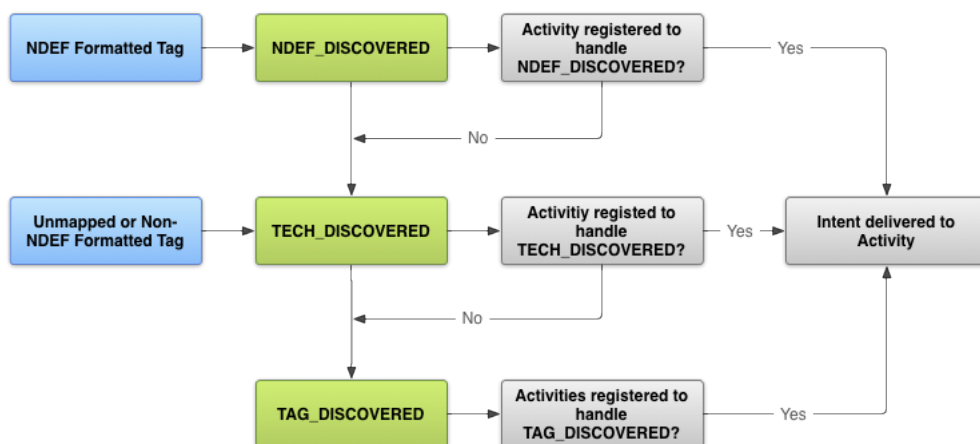 NDEF Formatted Tag
NDEF_DISCOVERED
Activity registered to
handle
NDEF_DISCOVERED?
Yes
No
Unmapped or Non-
NDEF Formatted Tag
TECH_DISCOVERED
Activitiy registed to
handle
TECH_DISCOVERED?
Yes
Intent delivered to
Activity
No
TAG_DISCOVERED
Activities registered to
handle
TAG_DISCOVERED?
Yes